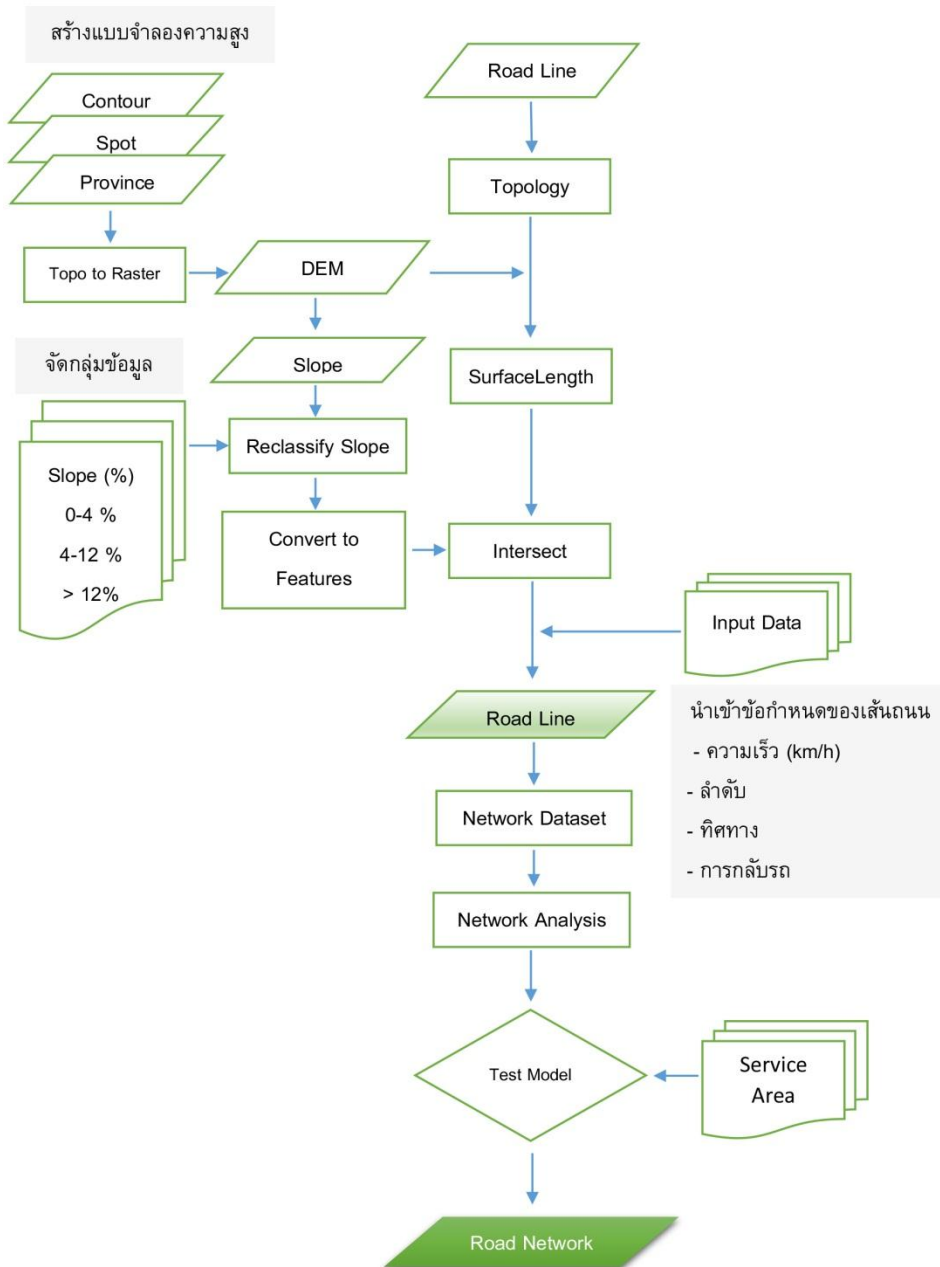 สร้างแบบจำลองความสูง
Road Line
Contour
Spot
Province
Topology
Topo to Raster
DEM
จัดกลุ่มข้อมูล
Slope
SurfaceLength
Reclassify Slope
Slope (%)
0-4 %
4-12 %
> 12%
Convert to
Features
Intersect
Input Data
Road Line
นำเข้าข้อกำหนดของเส้นถนน
- ความเร็ว (km/h)
- ลำดับ
- ทิศทาง
- การกลับรถ
Network Dataset
Network Analysis
Test Model
Service
Area
Road Network